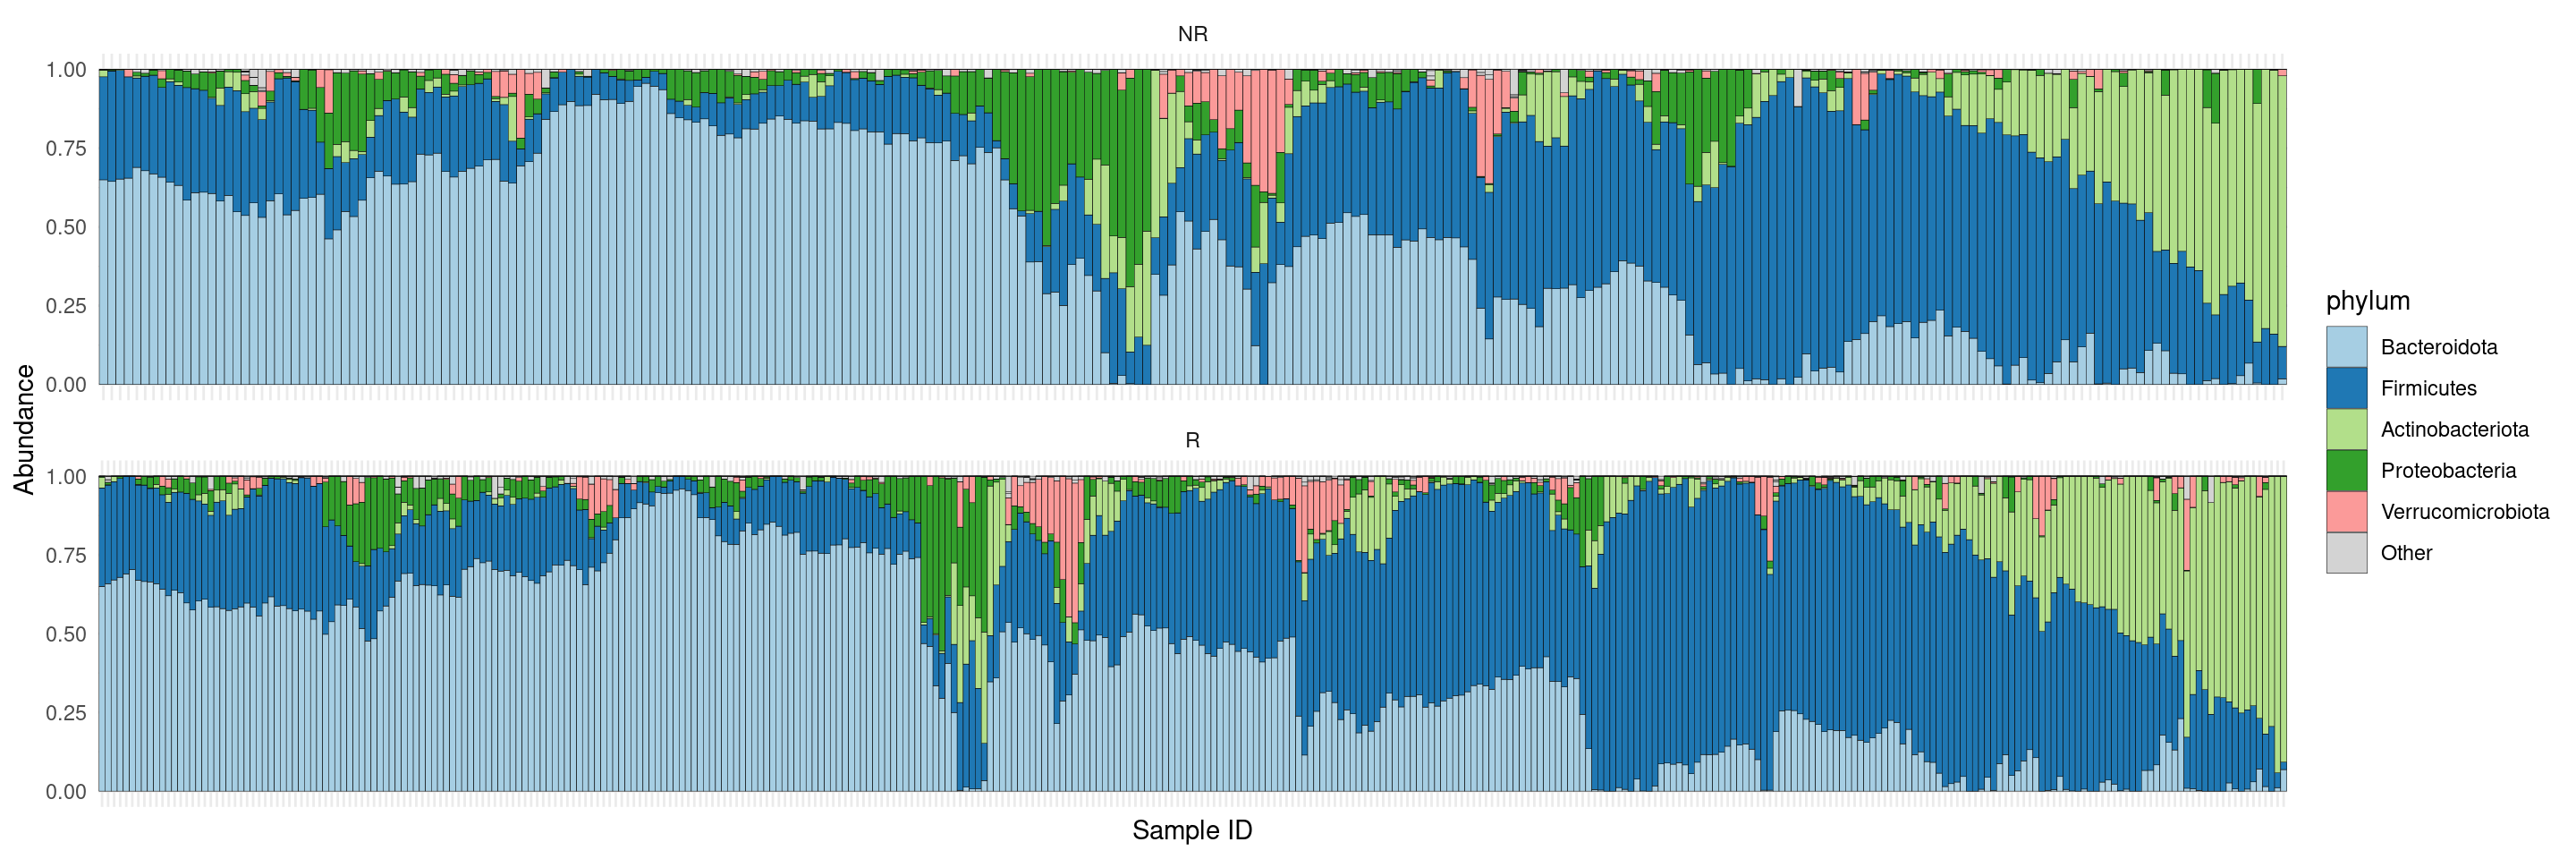 NR
1.00
0.75
0.50
0.25
0.00
R
1.00
0.75
0.50
0.25
0.00
Abundance
Sample ID
phylum
Bacteroidota
Firmicutes
Actinobacteriota
Proteobacteria
Verrucomicrobiota
Other